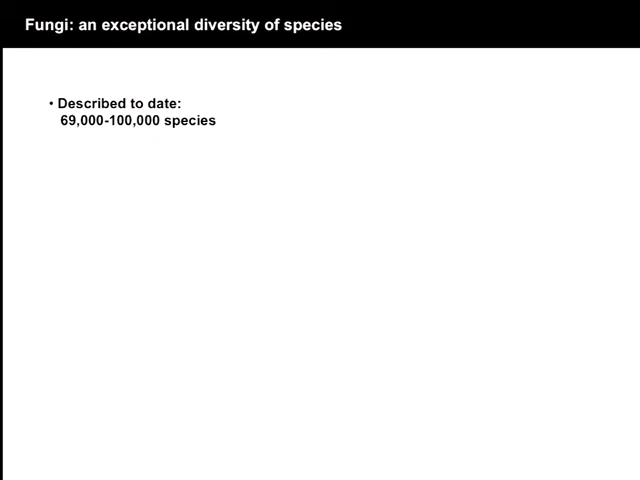 Fungi: an exceptional diversity of species
• Described to date:
69,000-100,000 species